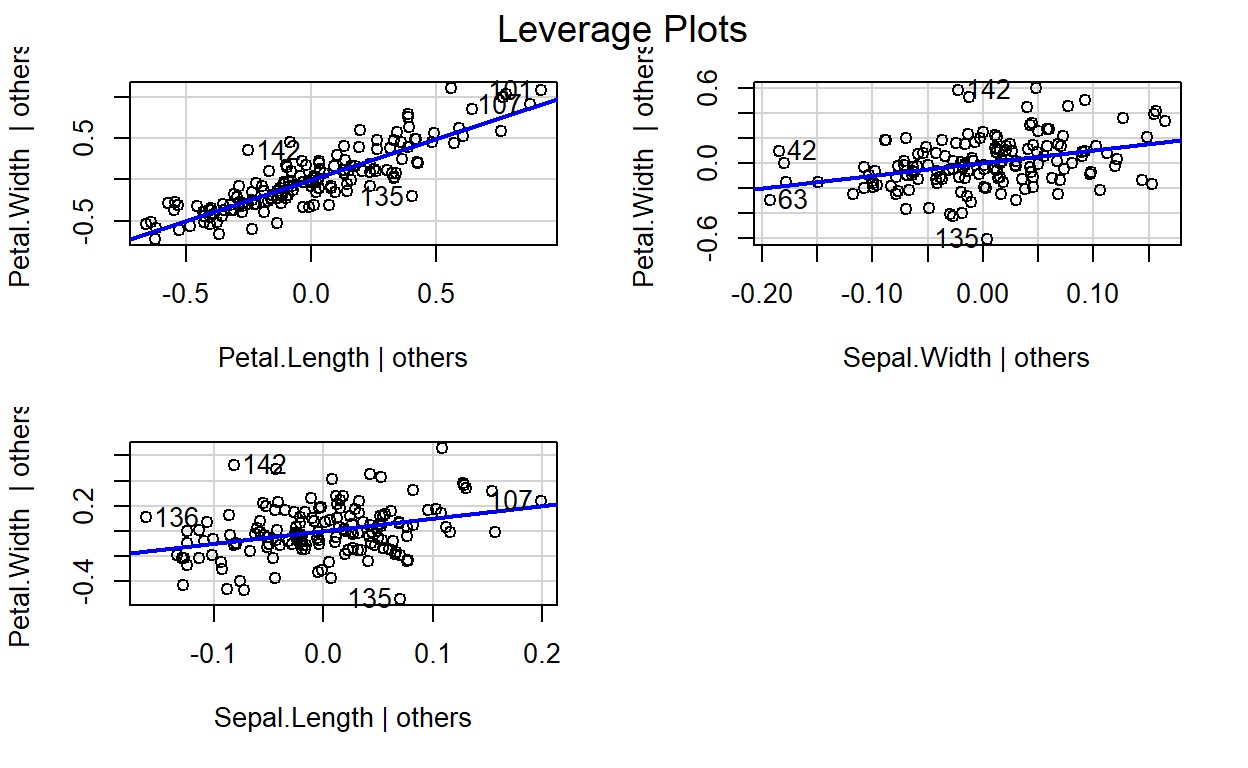 Leverage Plots
Petal.Width | others
-0.5 0.5
142
101
107
135
-0.5 0.0 0.5
Petal.Length | others
Petal.Width | others
-0.6 0.0 0.6
142
42
63
135
-0.20 -0.10 0.00 0.10
Sepal.Width | others
Petal.Width | others
-0.4 0.2
142
107
136
135
-0.1 0.0 0.1 0.2
Sepal.Length | others